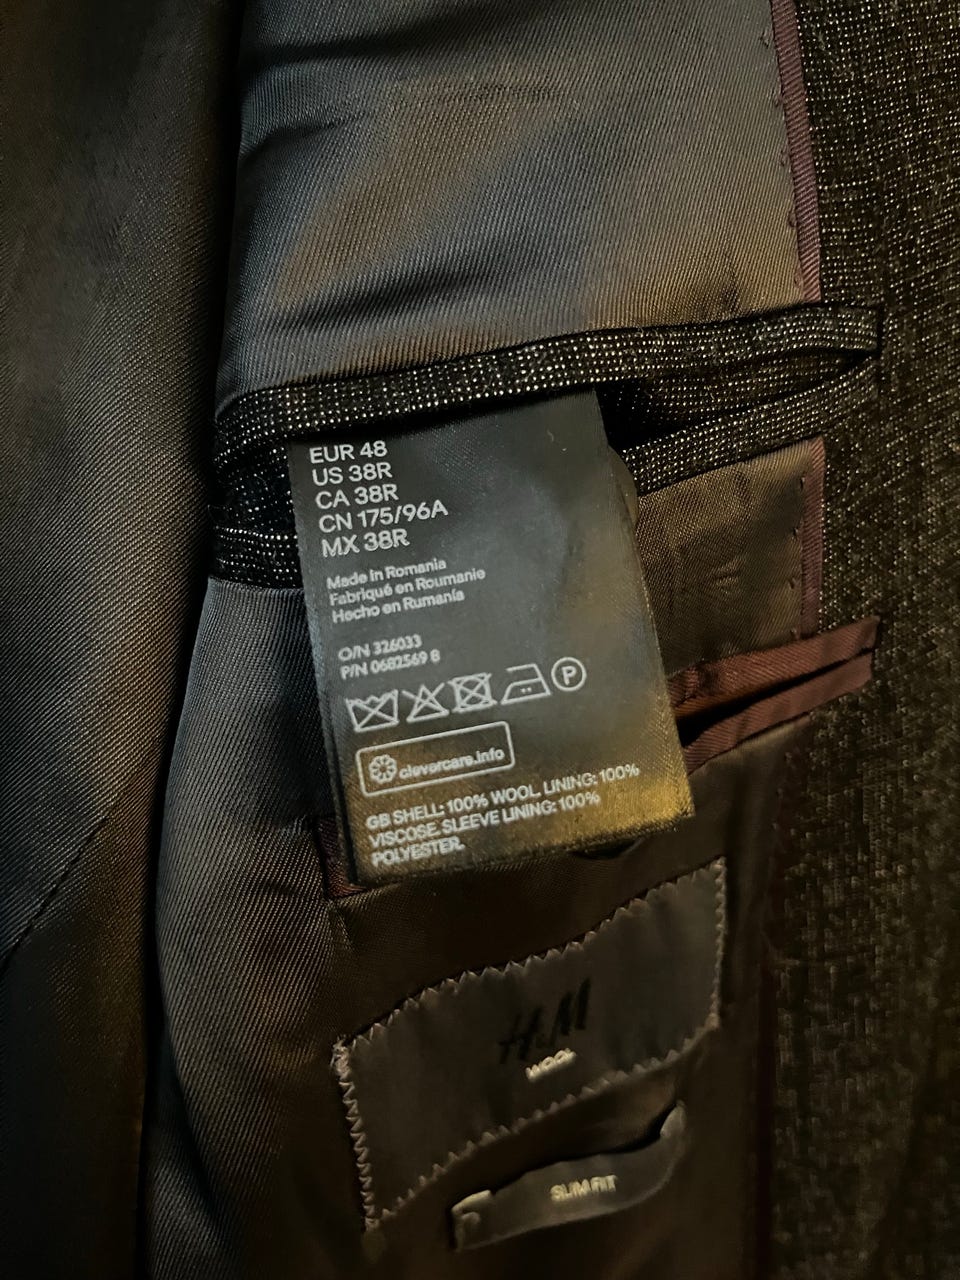 EUR 48
US 38R
CA 38R
CN 175/96A
MX 38R
Made in Romania
Fabriqué en Roumanie
Hecho en Rumanía
O/N 326033
P/N 0682569 8
P
clevercare.info
GB SHELL: 100% WOOL. LINING: 100%
VISCOSE. SLEEVE LINING: 100%
POLYESTER.
H&M
WOOL
SLIM FIT